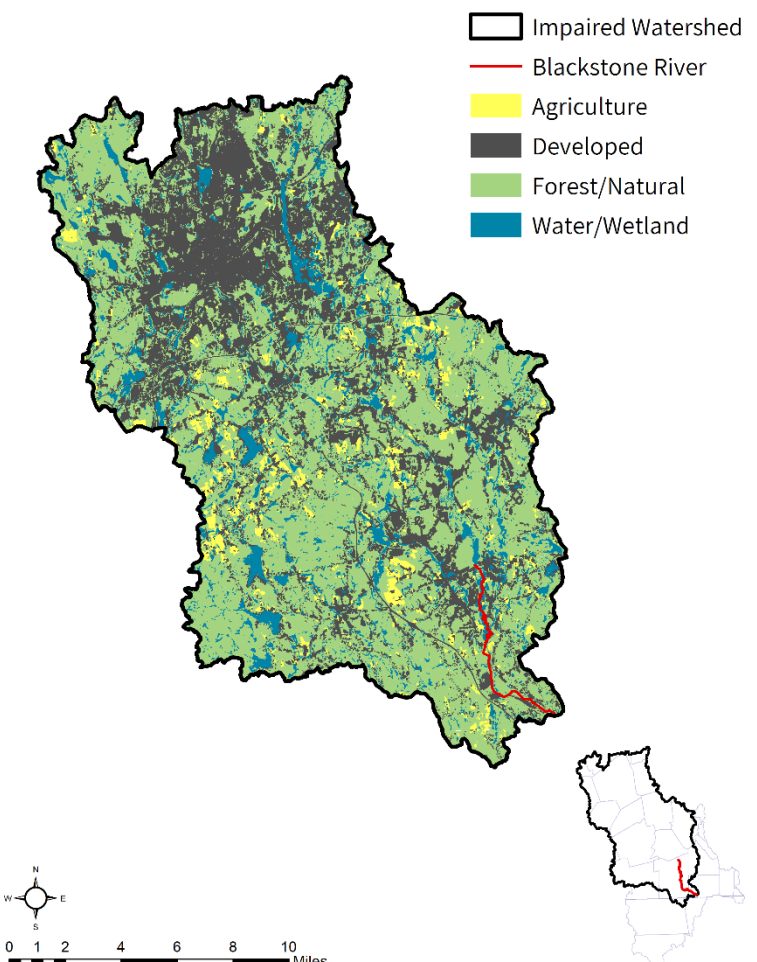 Impaired Watershed
Blackstone River
Agriculture
Developed
Forest/Natural
Water/Wetland
N
W E
S
0 1 2 4 6 8 10
Miles